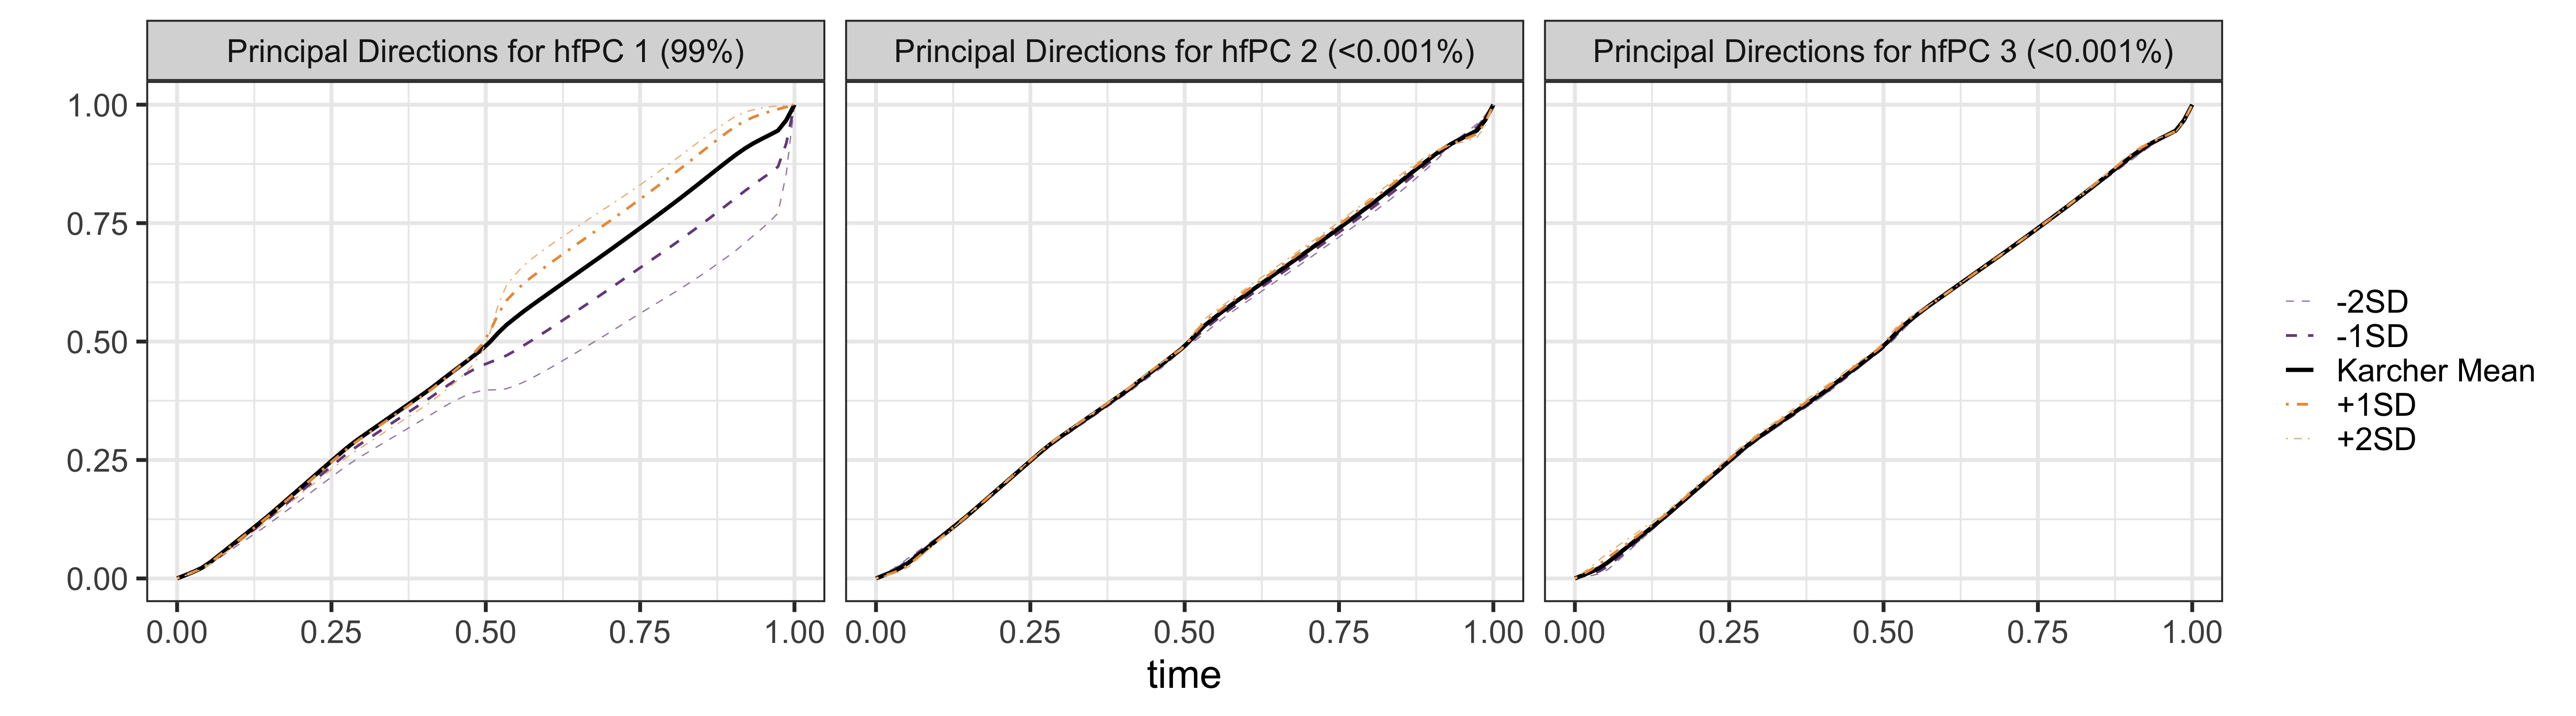 Principal Directions for hfPC 1 (99%)
Principal Directions for hfPC 2 (<0.001%)
Principal Directions for hfPC 3 (<0.001%)
1.00
0.75
0.50
0.25
0.00
0.00 0.25 0.50 0.75 1.00
0.00 0.25 0.50 0.75 1.00
0.00 0.25 0.50 0.75 1.00
time
-2SD
-1SD
Karcher Mean
+1SD
+2SD